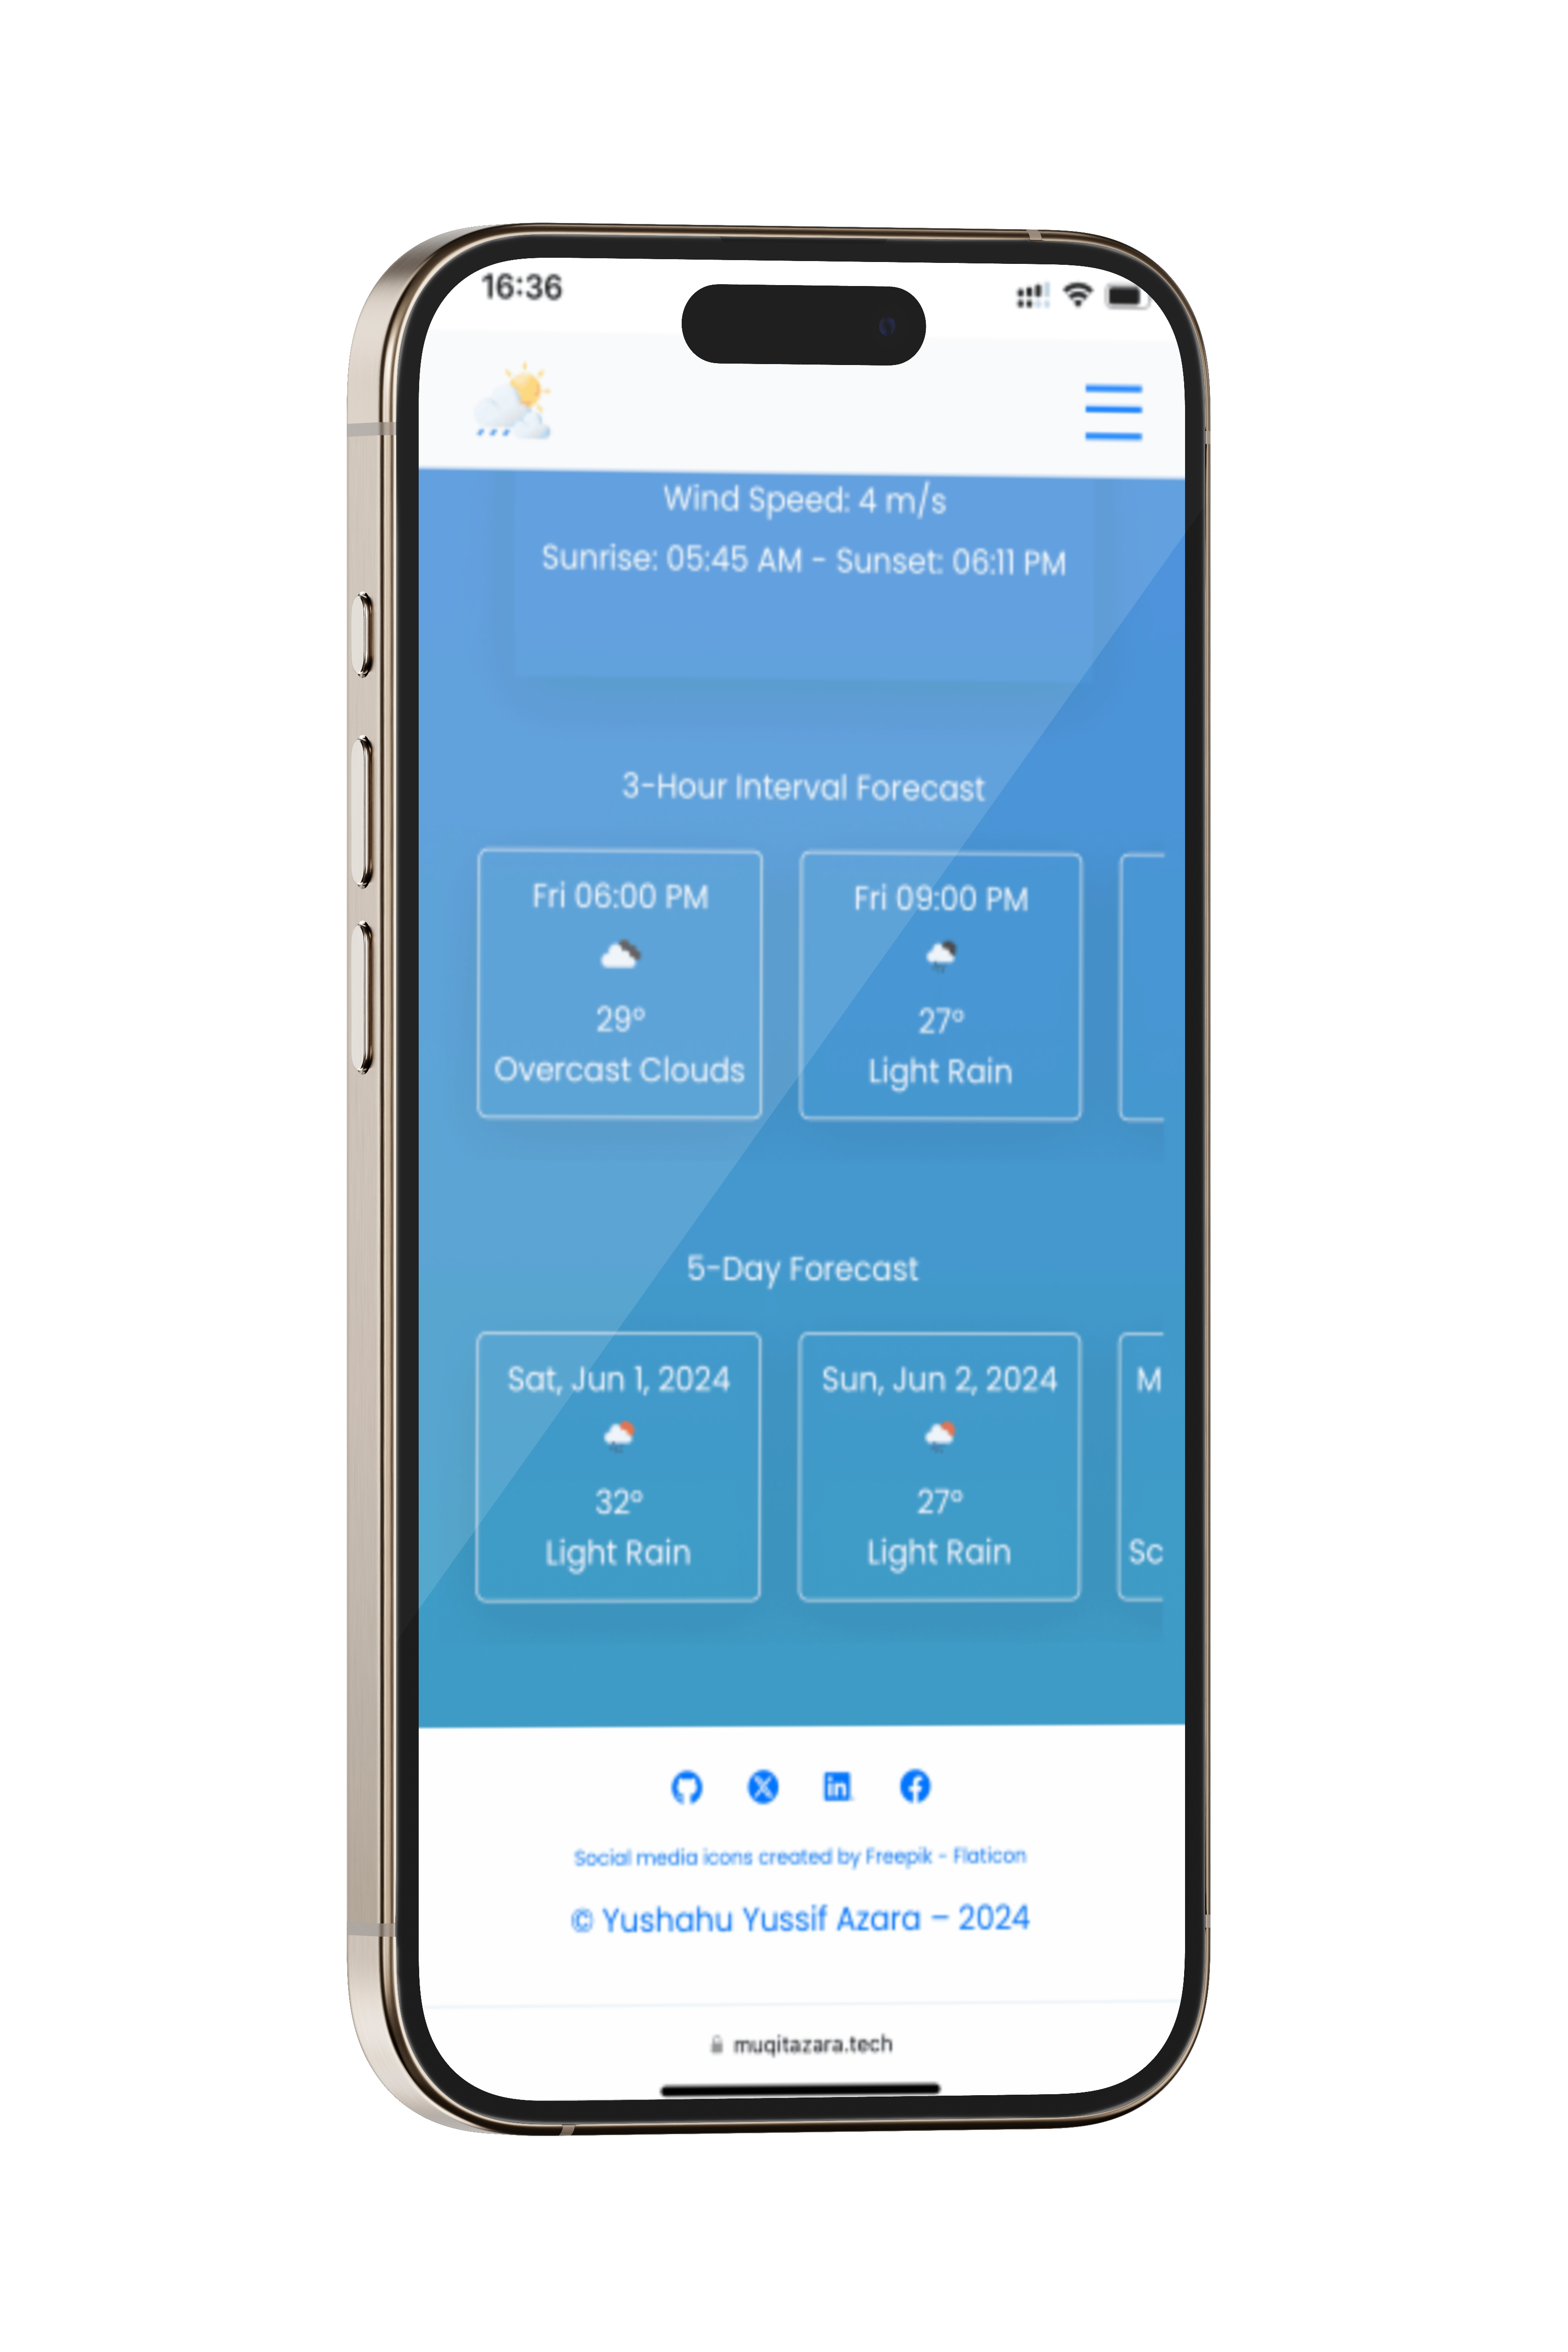 16:36
Wind Speed: 4 m/s
Sunrise: 05:45 AM - Sunset: 06:11 PM
3-Hour Interval Forecast
Fri 06:00 PM
29°
Overcast Clouds
Fri 09:00 PM
27°
Light Rain
5-Day Forecast
Sat, Jun 1, 2024
32°
Light Rain
Sun, Jun 2, 2024
27°
Light Rain
M
Sc
Social media icons created by Freepik - Flaticon
© Yushahu Yussif Azara – 2024
muqitazara.tech